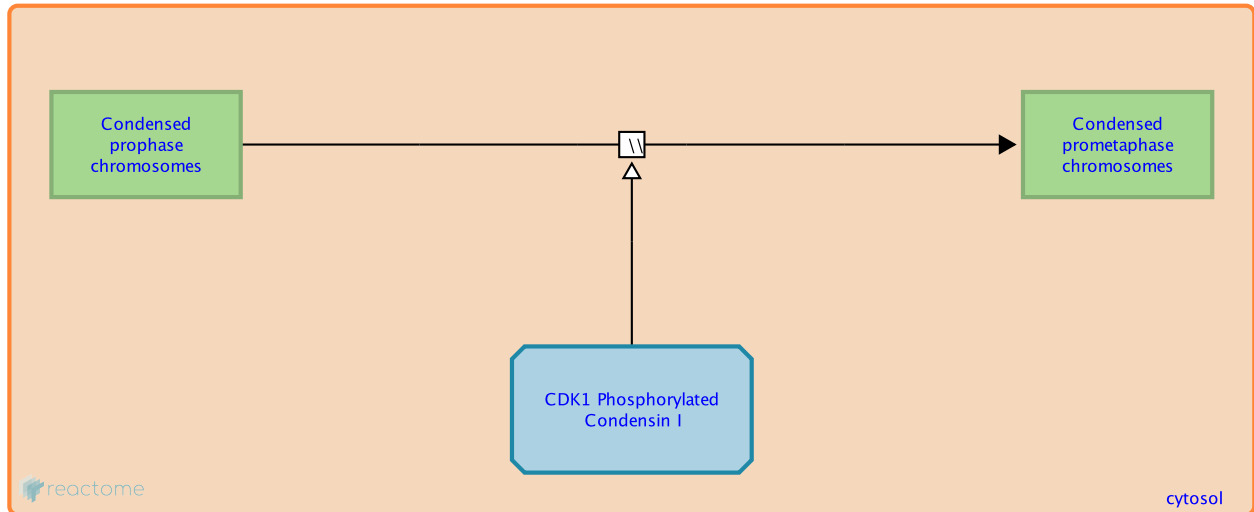 Condensed
prophase
chromosomes
\\
Condensed
prometaphase
chromosomes
CDK1 Phosphorylated
Condensin I
reactome
cytosol